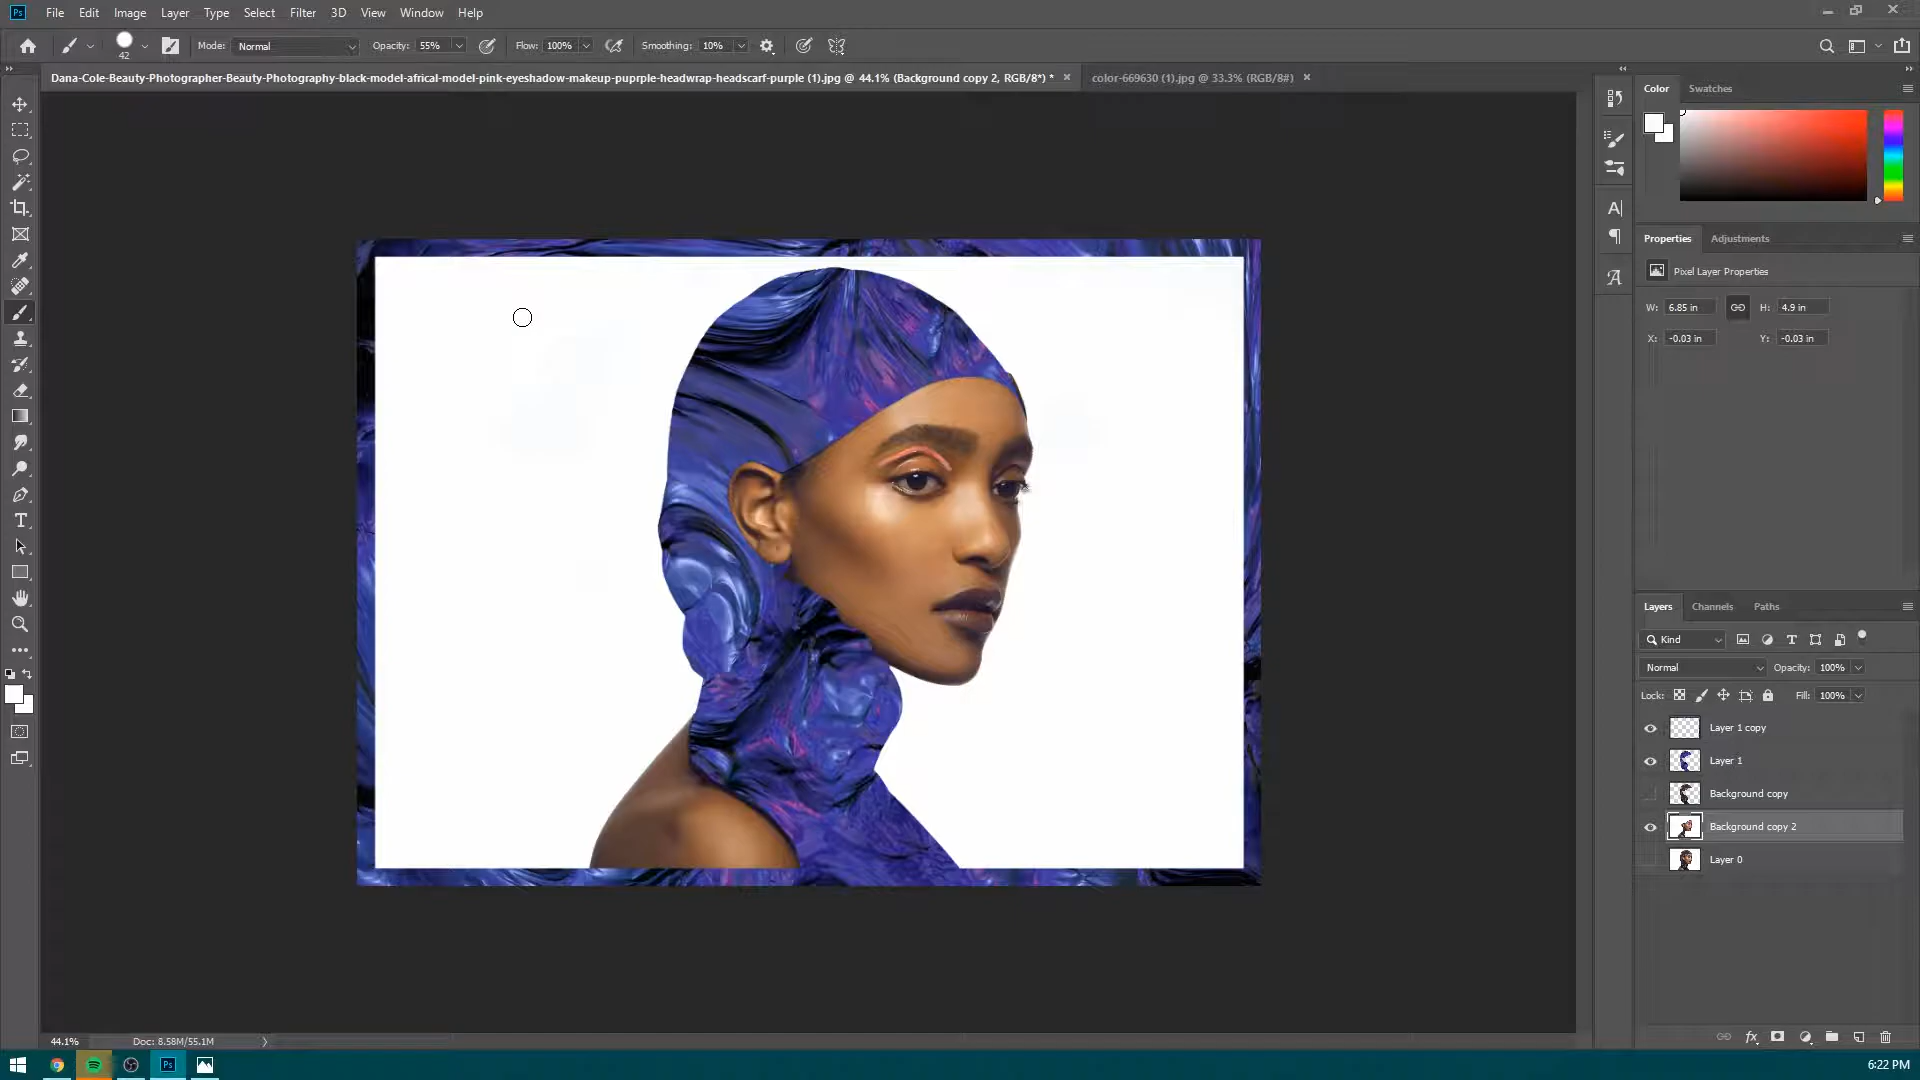 Ps File Edit Image Layer Type Select Filter 3D View Window Help
42 Mode: Normal Opacity: 55% Flow: 100% Smoothing: 10%
Dana-Cole-Beauty-Photographer-Beauty-Photography-black-model-africal-model-pink-eyeshadow-makeup-puprple-headwrap-headscarf-purple (1).jpg @ 44.1% (Background copy 2, RGB/8*) * × color-669630 (1).jpg @ 33.3% (RGB/8#) ×
Color Swatches
Properties Adjustments
Pixel Layer Properties
W: 6.85 in H: 4.9 in
X: -0.03 in Y: -0.03 in
Layers Channels Paths
Kind
Normal Opacity: 100%
Lock: Fill: 100%
Layer 1 copy
Layer 1
Background copy
Background copy 2
Layer 0
44.1% Doc: 8.58M/55.1M
fx
Ps 6:22 PM